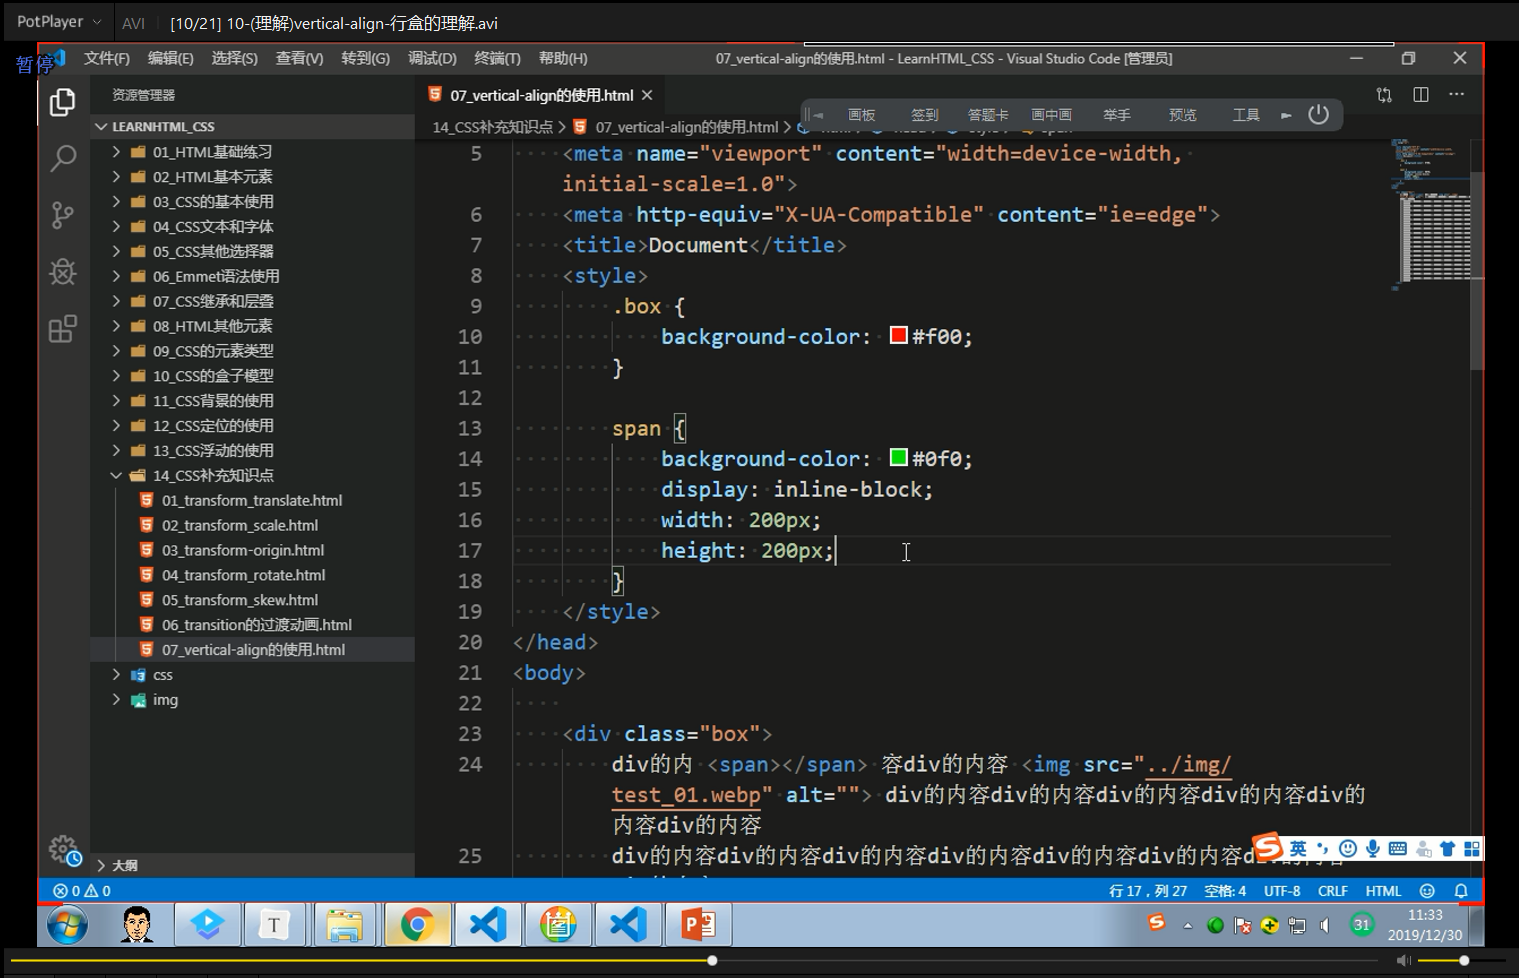 PotPlayer AVI [10/21] 10-(理解)vertical-align-行盒的理解.avi
暂停
文件(F) 编辑(E) 选择(S) 查看(V) 转到(G) 调试(D) 终端(T) 帮助(H) 07_vertical-align的使用.html - LearnHTML_CSS - Visual Studio Code [管理员]
资源管理器
07_vertical-align的使用.html
画板 签到 答题卡 画中画 举手 预览 工具
LEARNHTML_CSS
14_CSS补充知识点 > 07_vertical-align的使用.html >
01_HTML基础练习
02_HTML基本元素
03_CSS的基本使用
04_CSS文本和字体
05_CSS其他选择器
06_Emmet语法使用
07_CSS继承和层叠
08_HTML其他元素
09_CSS的元素类型
10_CSS的盒子模型
11_CSS背景的使用
12_CSS定位的使用
13_CSS浮动的使用
14_CSS补充知识点
01_transform_translate.html
02_transform_scale.html
03_transform-origin.html
04_transform_rotate.html
05_transform_skew.html
06_transition的过渡动画.html
07_vertical-align的使用.html
css
img
大纲
5 <meta name="viewport" content="width=device-width,
initial-scale=1.0">
6 <meta http-equiv="X-UA-Compatible" content="ie=edge">
7 <title>Document</title>
8 <style>
9 .box {
10 background-color: #f00;
11 }
12
13 span {
14 background-color: #0f0;
15 display: inline-block;
16 width: 200px;
17 height: 200px;
18 }
19 </style>
20 </head>
21 <body>
22
23 <div class="box">
24 div的内 <span></span> 容div的内容 <img src="../img/
test_01.webp" alt=""> div的内容div的内容div的内容div的内容div的
内容div的内容
25 div的内容div的内容div的内容div的内容div的内容div的内容
英
0 0 行 17，列 27 空格: 4 UTF-8 CRLF HTML
T
31
11:33
2019/12/30